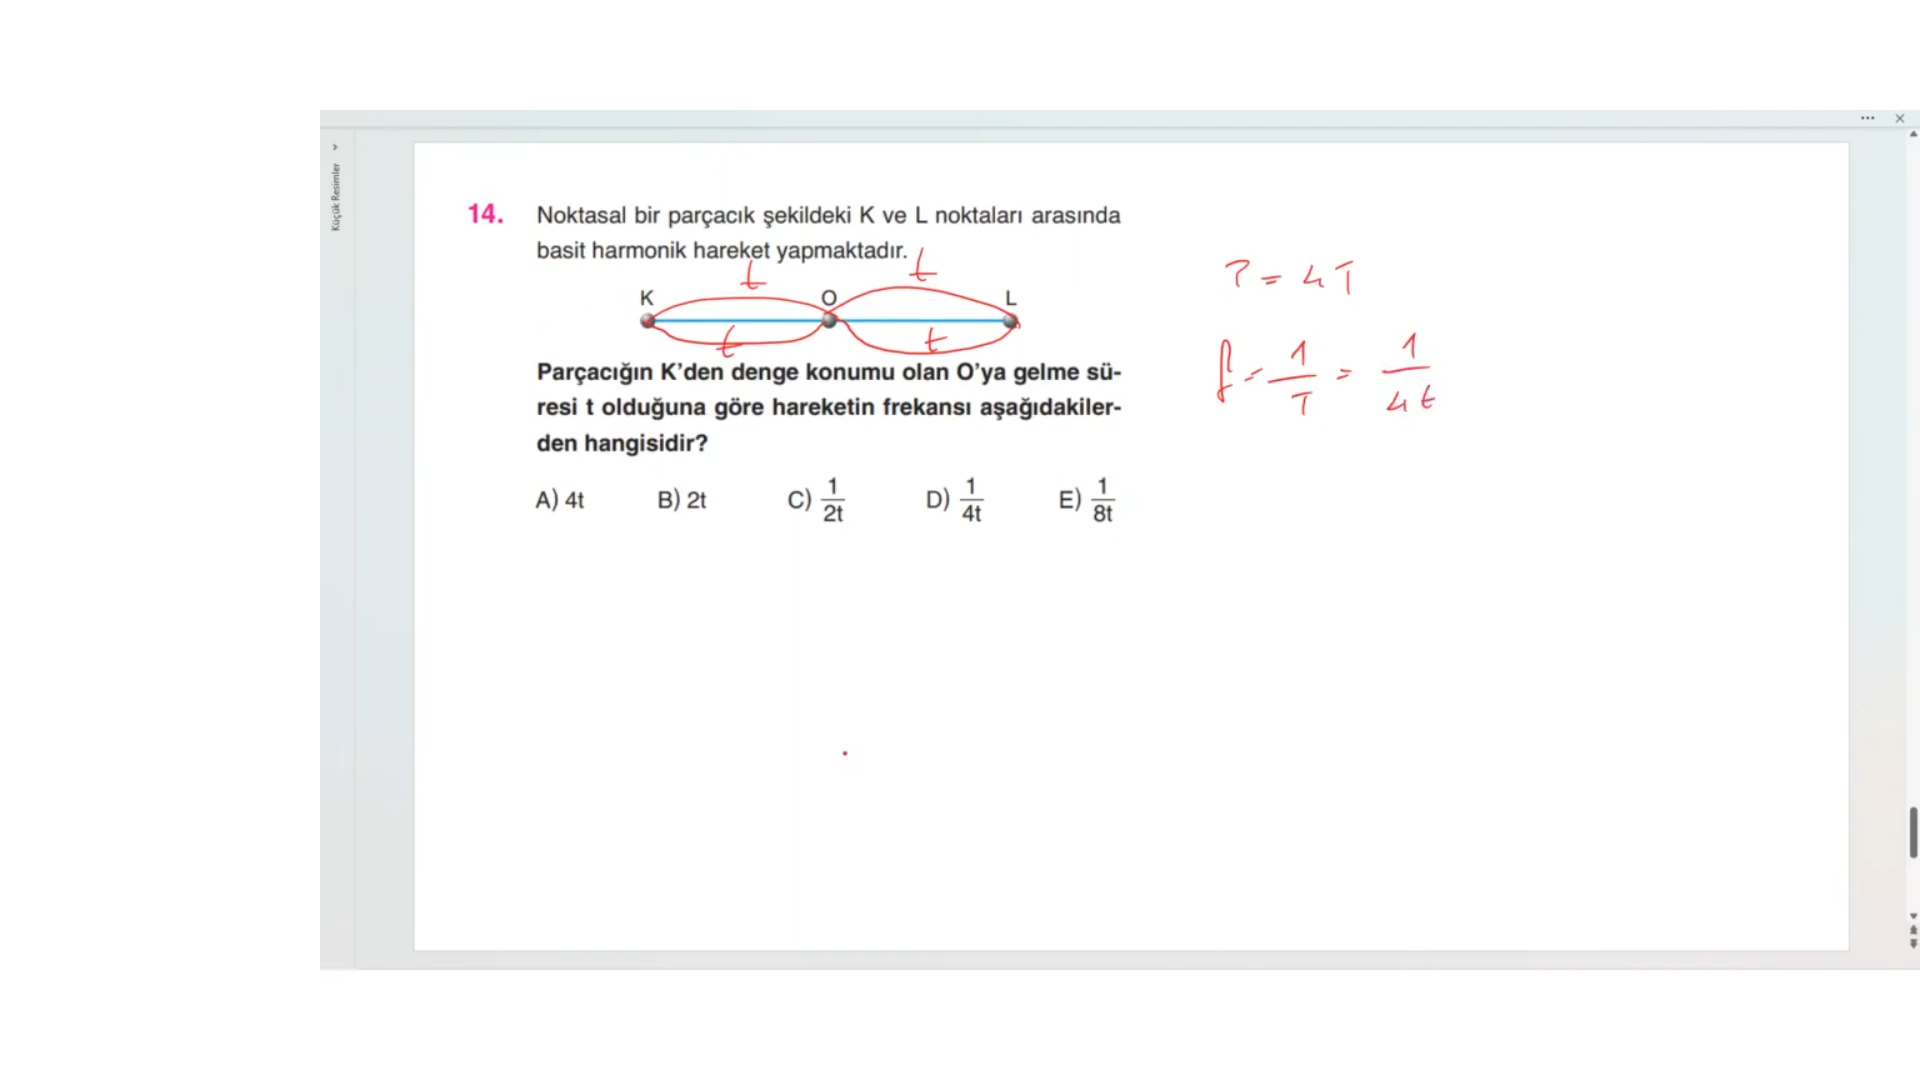 Küçük Resimler
14. Noktasal bir parçacık şekildeki K ve L noktaları arasında
basit harmonik hareket yapmaktadır.
t t
K O L
t t
Parçacığın K'den denge konumu olan O'ya gelme sü-
resi t olduğuna göre hareketin frekansı aşağıdakiler-
den hangisidir?
A) 4t B) 2t C) 1/2t D) 1/4t E) 1/8t
= 4T
f = 1/T = 1/4t